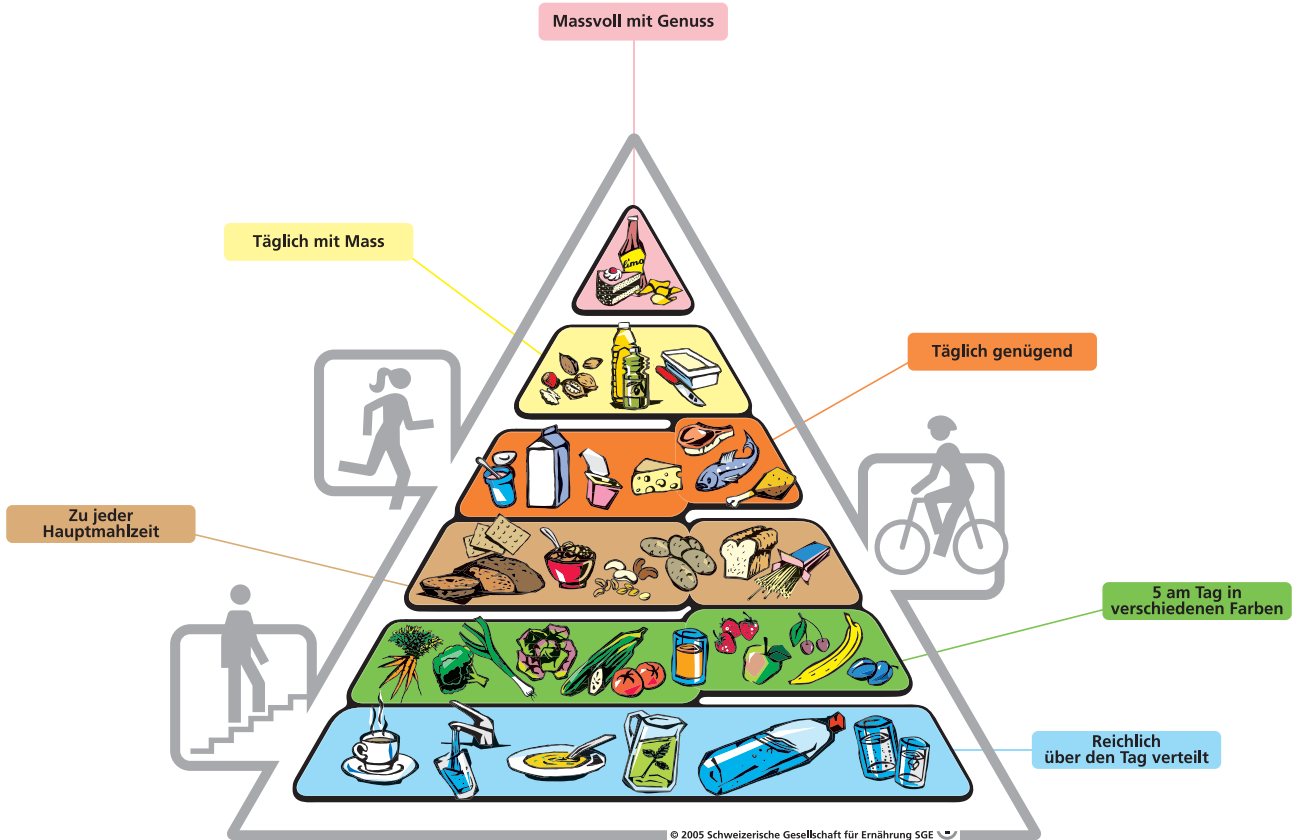 Massvoll mit Genuss
Täglich mit Mass
Limo
Täglich genügend
Zu jeder
Hauptmahlzeit
5 am Tag in
verschiedenen Farben
Reichlich
über den Tag verteilt
© 2005 Schweizerische Gesellschaft für Ernährung SGE